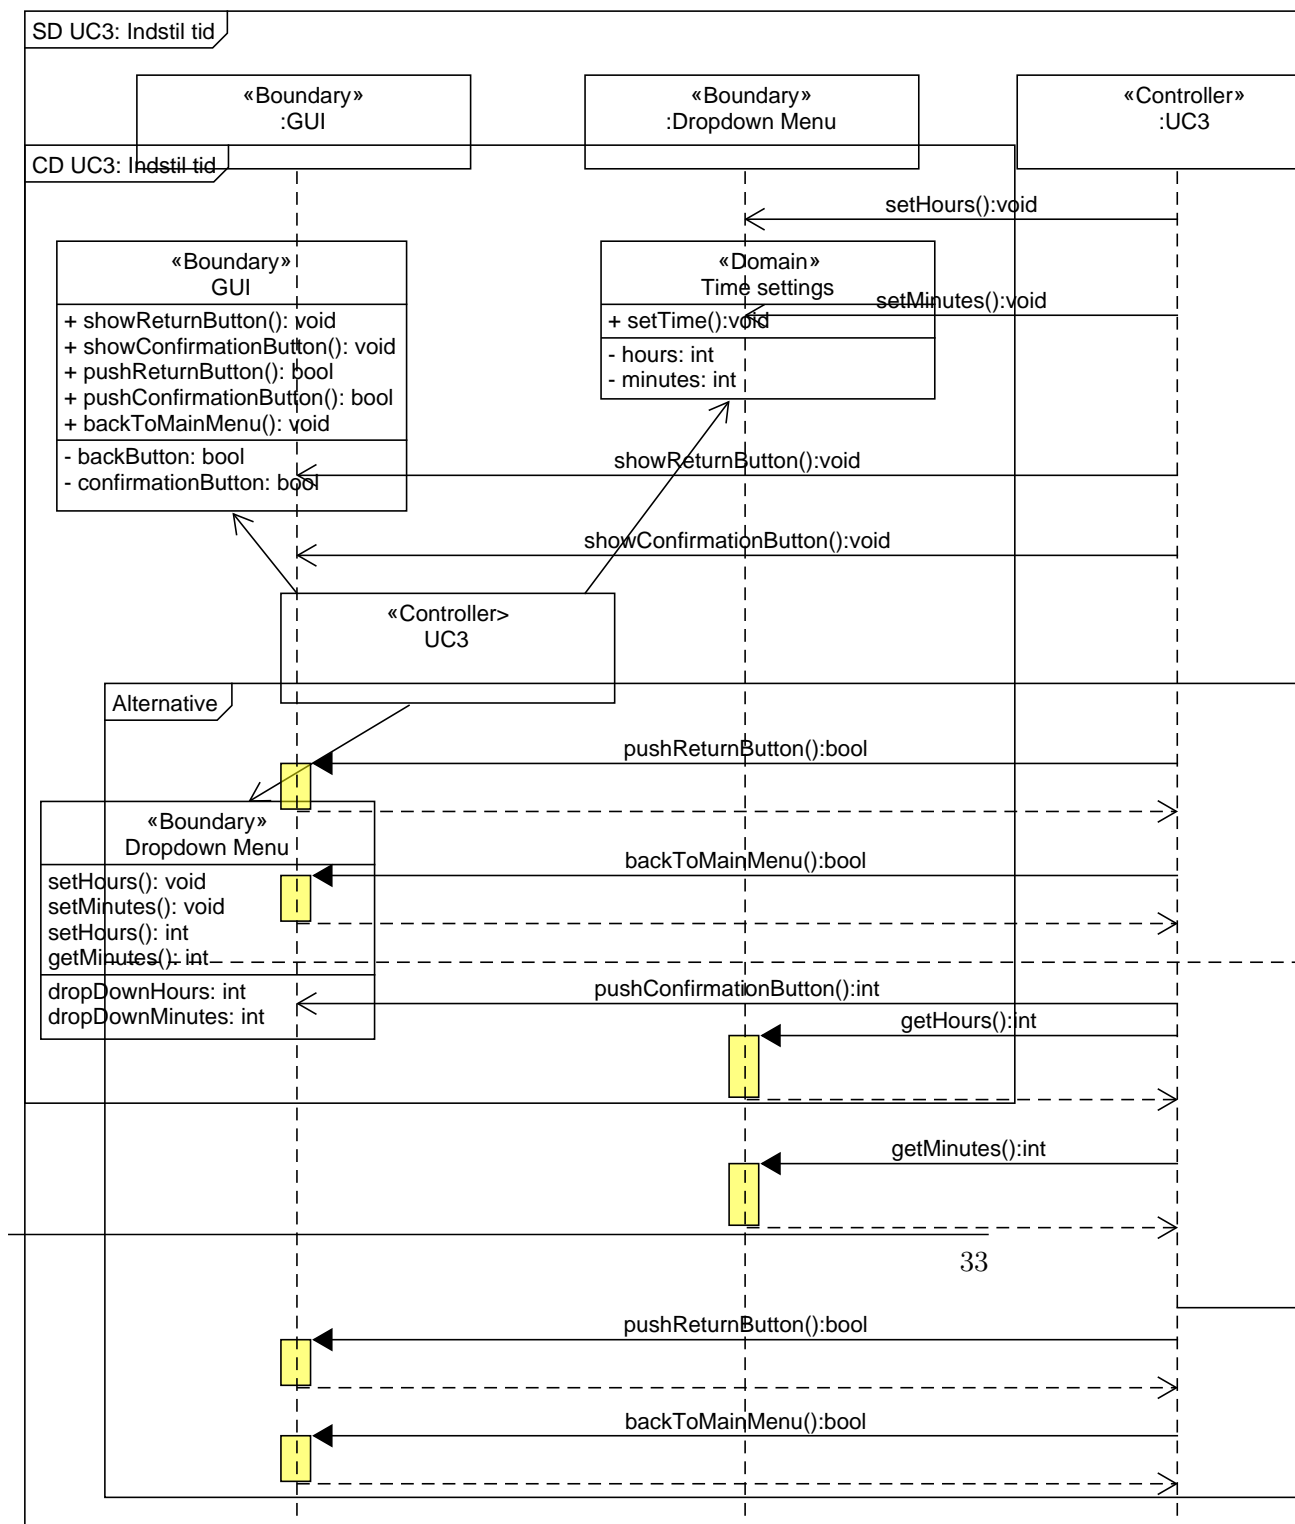 SD UC3: Indstil tid
«Boundary»
:GUI
«Boundary»
:Dropdown Menu
«Controller»
:UC3
CD UC3: Indstil tid
setHours():void
«Boundary»
GUI
+ showReturnButton(): void
+ showConfirmationButton(): void
+ pushReturnButton(): bool
+ pushConfirmationButton(): bool
+ backToMainMenu(): void
- backButton: bool
- confirmationButton: bool
«Domain»
Time settings
+ setTime():void
- hours: int
- minutes: int
setMinutes():void
showReturnButton():void
showConfirmationButton():void
«Controller>
UC3
Alternative
pushReturnButton():bool
«Boundary»
Dropdown Menu
setHours(): void
setMinutes(): void
setHours(): int
getMinutes(): int
dropDownHours: int
dropDownMinutes: int
backToMainMenu():bool
pushConfirmationButton():int
getHours():int
getMinutes():int
33
pushReturnButton():bool
backToMainMenu():bool